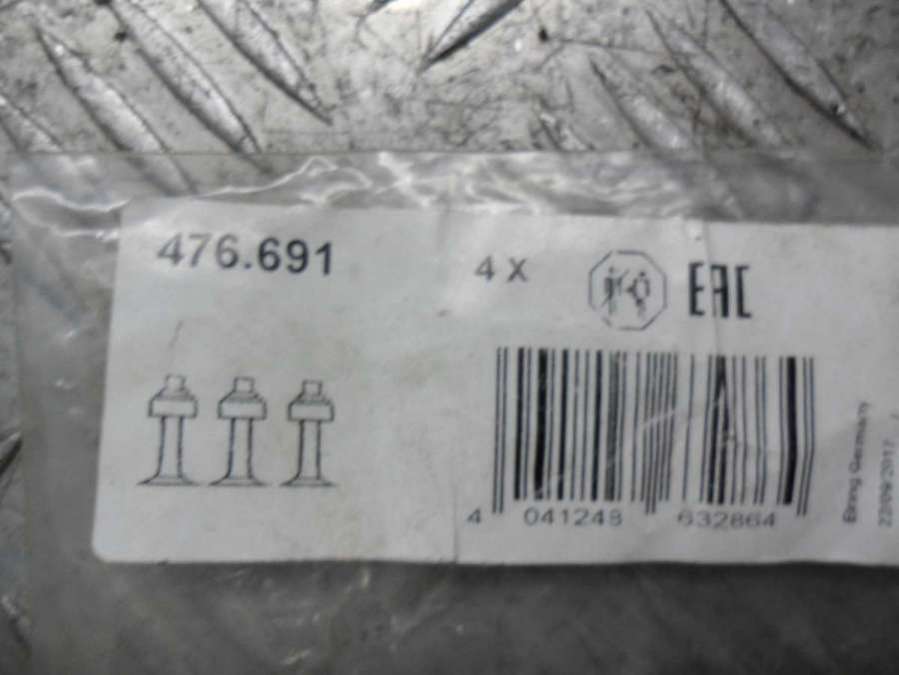 476.691
4 X
EAC
4 041248 632864
Elring Germany
22/09/2017